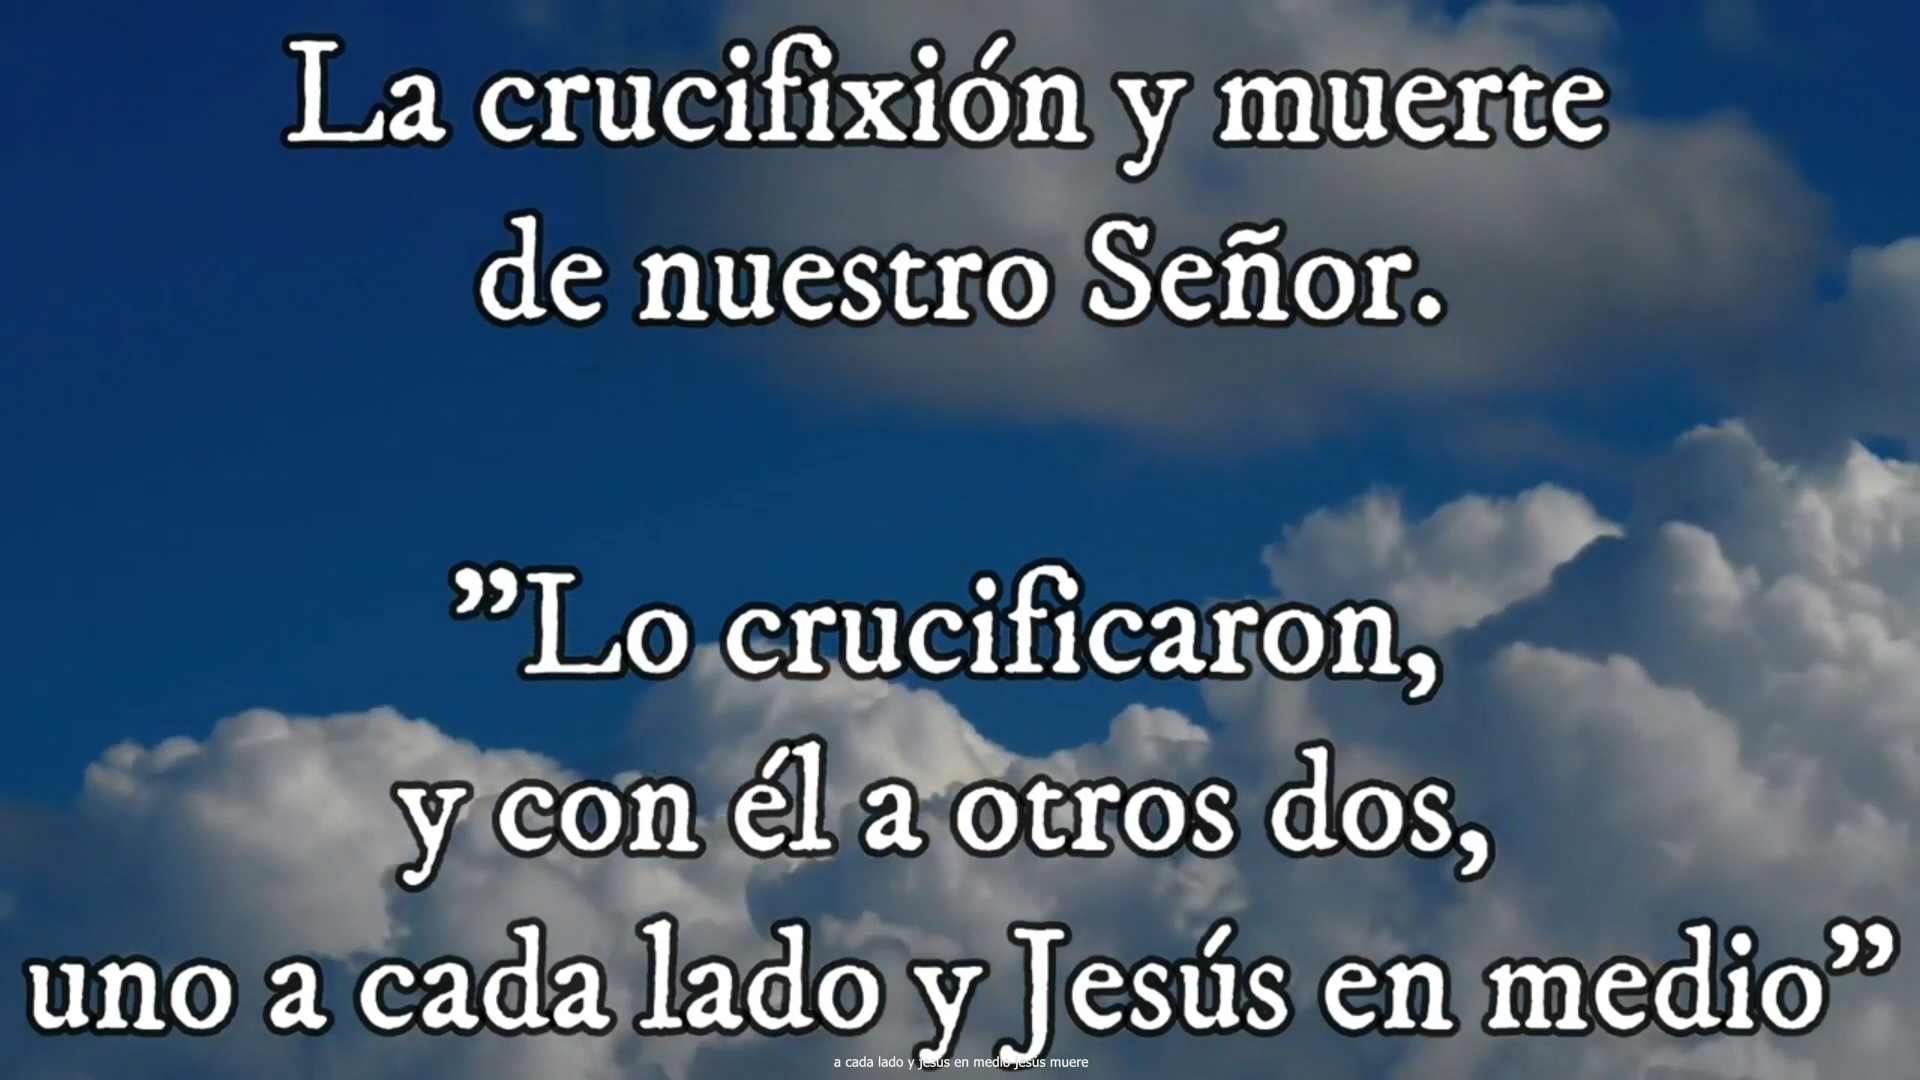 La crucifixión y muerte
de nuestro Señor.
”Lo crucificaron,
y con él a otros dos,
uno a cada lado y Jesús en medio”
a cada lado y jesús en medio jesús muere